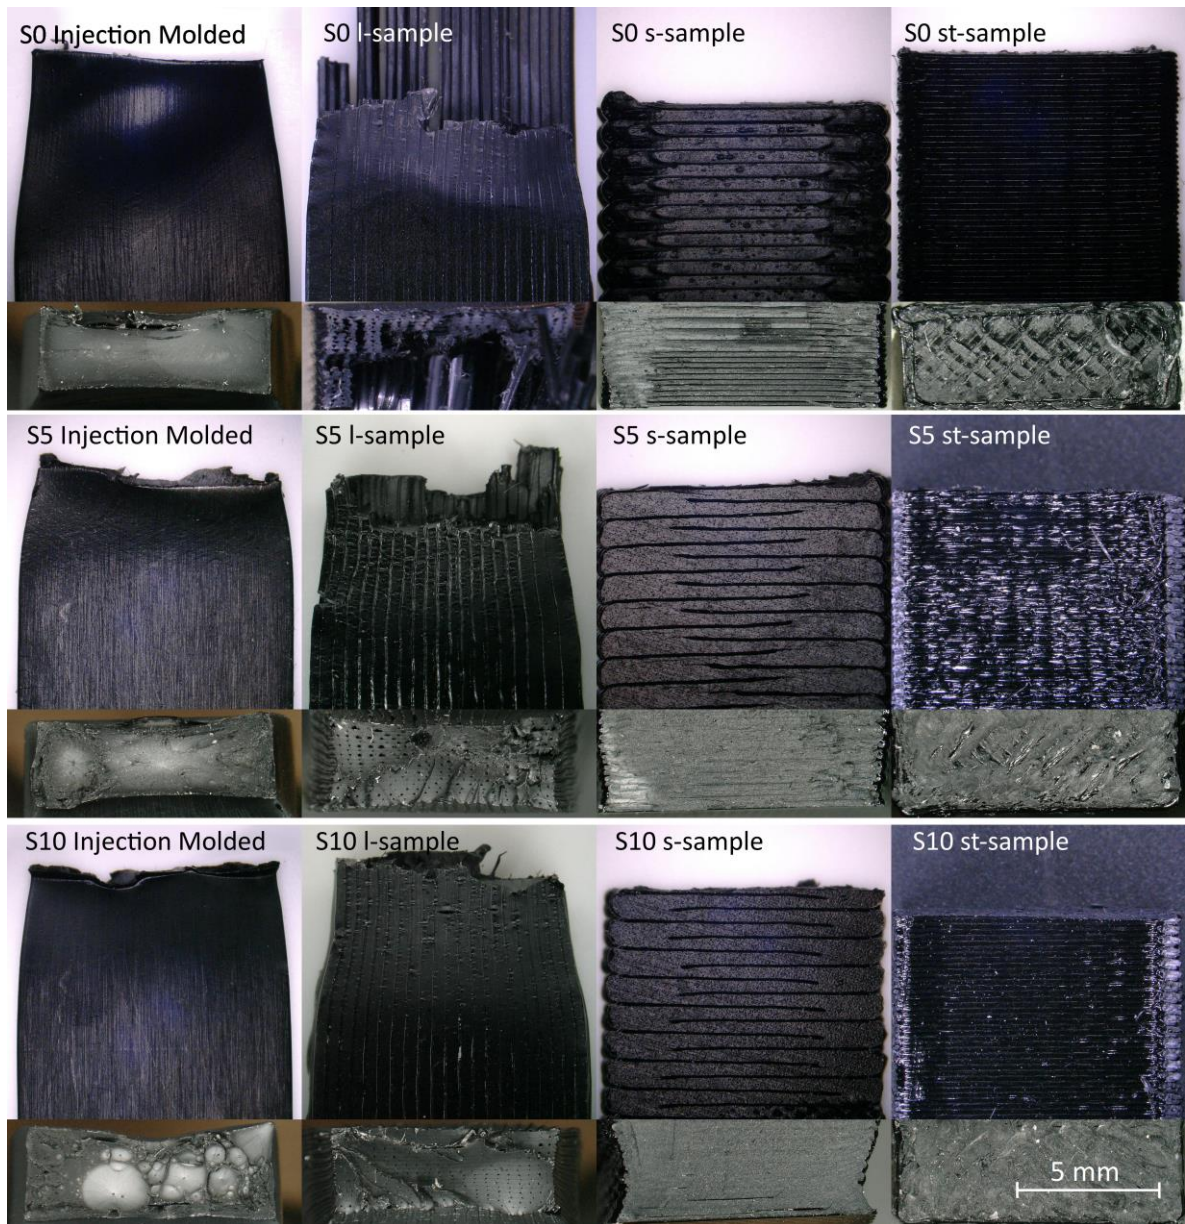 S0 Injection Molded
S0 l-sample
S0 s-sample
S0 st-sample
S5 Injection Molded
S5 l-sample
S5 s-sample
S5 st-sample
S10 Injection Molded
S10 l-sample
S10 s-sample
S10 st-sample
5 mm